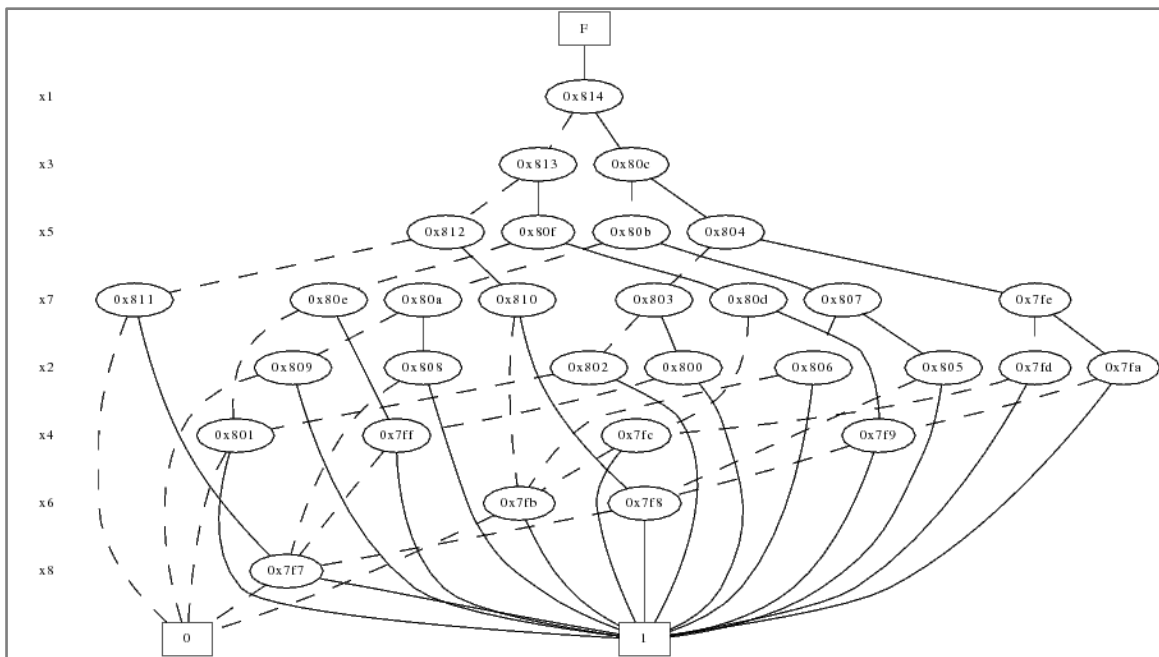 F
x1 0x814
x3 0x813 0x80c
x5 0x812 0x80f 0x80b 0x804
x7 0x811 0x80e 0x80a 0x810 0x803 0x80d 0x807 0x7fe
x2 0x809 0x808 0x802 0x800 0x806 0x805 0x7fd 0x7fa
x4 0x801 0x7ff 0x7fc 0x7f9
x6 0x7fb 0x7f8
x8 0x7f7
0 1